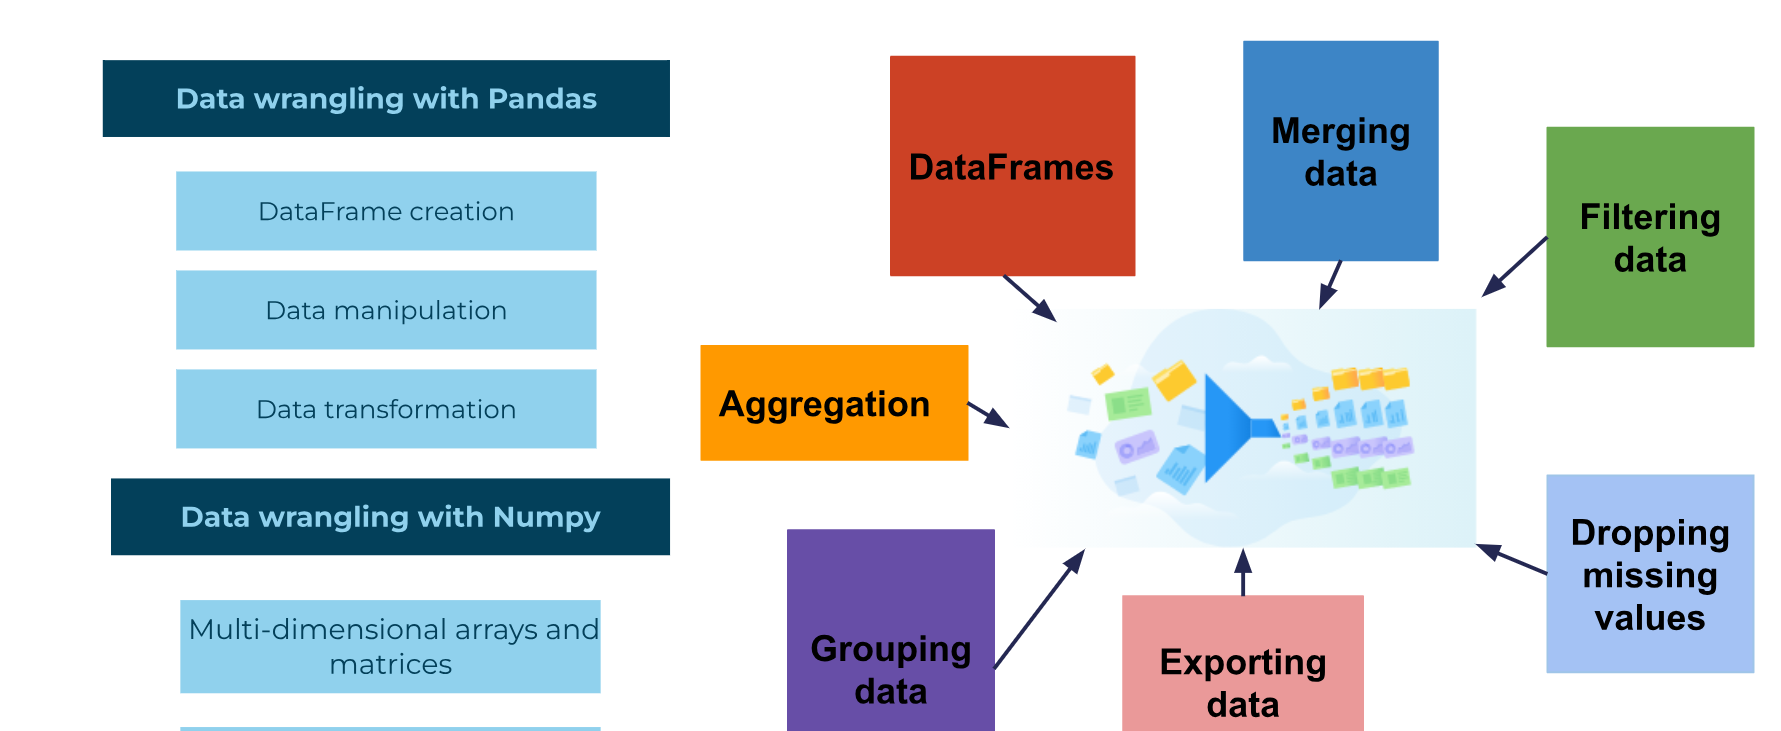 Data wrangling with Pandas
DataFrame creation
Data manipulation
Data transformation
Data wrangling with Numpy
Multi-dimensional arrays and
matrices
DataFrames
Merging
data
Filtering
data
Aggregation
Dropping
missing
values
Grouping
data
Exporting
data